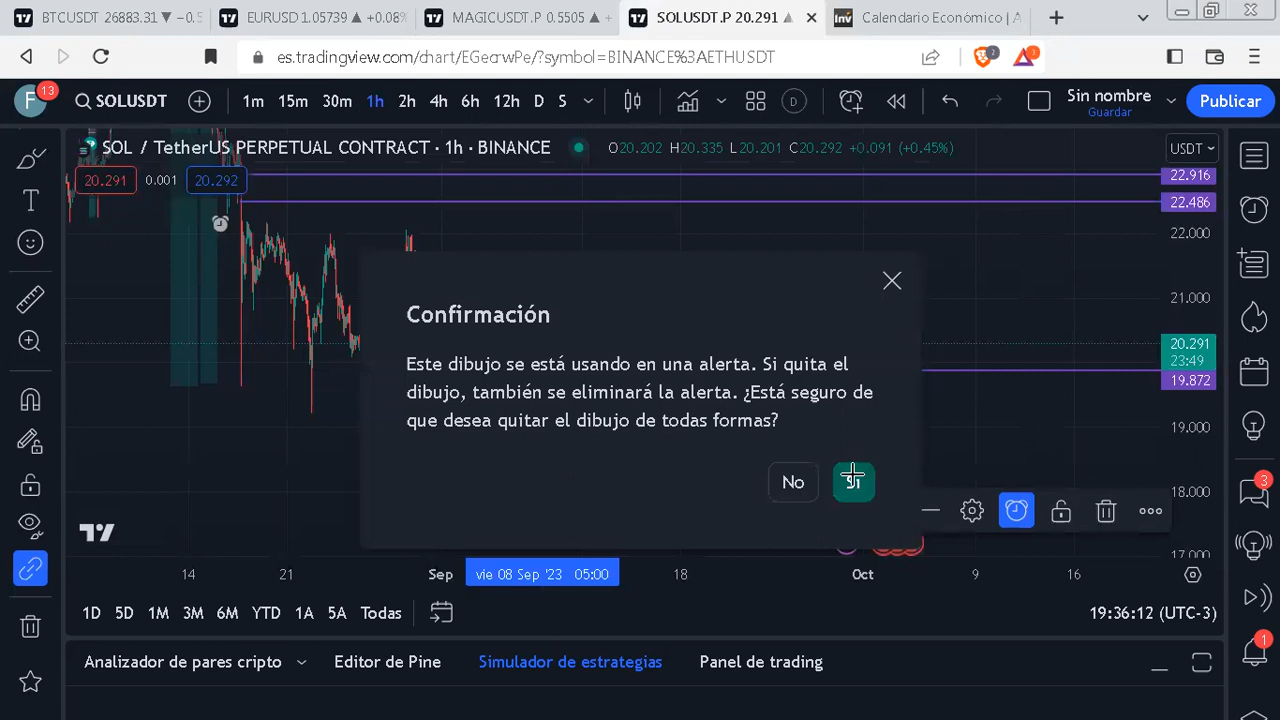 BTCUSDT 26883.31 ▼ −0.5
EURUSD 1.05739 ▲ +0.08%
MAGICUSDT.P 0.5505 ▲ +
SOLUSDT.P 20.291 ▲
Calendario Económico | A
es.tradingview.com/chart/EGecrwPe/?symbol=BINANCE%3AETHUSDT
2
3
F
13
SOLUSDT
1m 15m 30m 1h 2h 4h 6h 12h D S
D
Sin nombre
Guardar
Publicar
SOL / TetherUS PERPETUAL CONTRACT · 1h · BINANCE
O20.202 H20.335 L20.201 C20.292 +0.091 (+0.45%)
USDT
20.291 0.001 20.292
22.916
22.486
22.000
21.000
20.291
23:49
19.872
19.000
18.000
17.000
Confirmación
Este dibujo se está usando en una alerta. Si quita el
dibujo, también se eliminará la alerta. ¿Está seguro
de que desea quitar el dibujo de todas formas?
No
Sí
14 21 Sep vie 08 Sep '23 05:00 18 Oct 9 16
1D 5D 1M 3M 6M YTD 1A 5A Todas
19:36:12 (UTC-3)
Analizador de pares cripto
Editor de Pine
Simulador de estrategias
Panel de trading
3
1